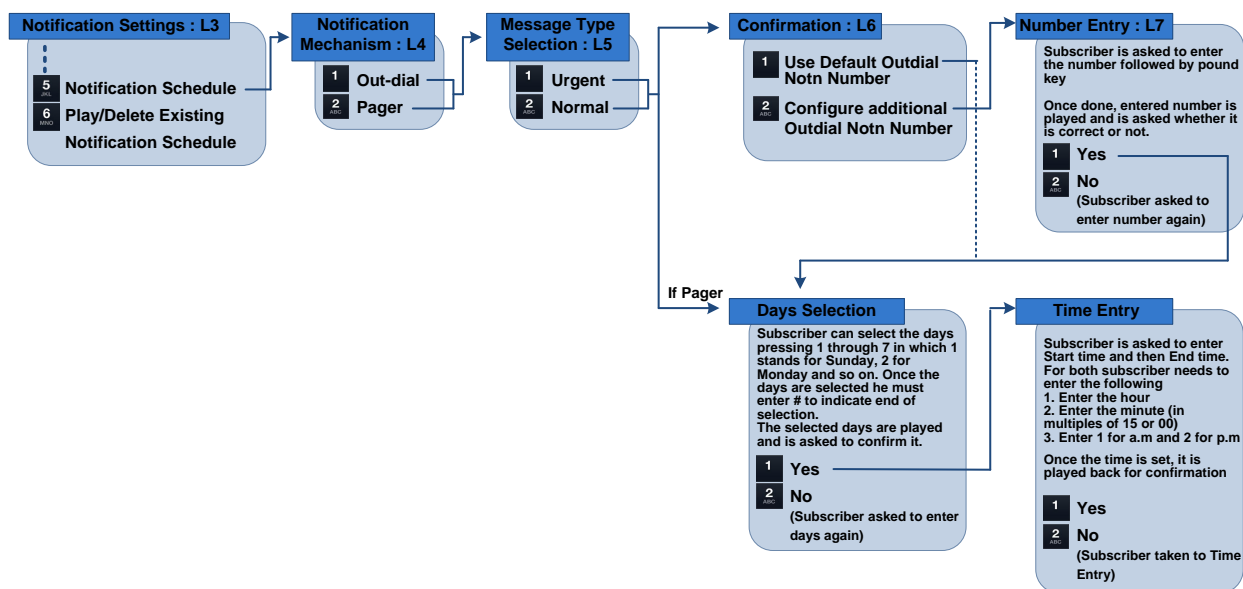 Notification Settings : L3
5
JKL
Notification Schedule
6
MNO
Play/Delete Existing
Notification Schedule
Notification
Mechanism : L4
1
Out-dial
2
ABC
Pager
Message Type
Selection : L5
1
Urgent
2
ABC
Normal
Confirmation : L6
1
Use Default Outdial
Notn Number
2
ABC
Configure additional
Outdial Notn Number
Number Entry : L7
Subscriber is asked to enter
the number followed by pound
key
Once done, entered number is
played and is asked whether it
is correct or not.
1
Yes
2
ABC
No
(Subscriber asked to
enter number again)
If Pager
Days Selection
Subscriber can select the days
pressing 1 through 7 in which 1
stands for Sunday, 2 for
Monday and so on. Once the
days are selected he must
enter # to indicate end of
selection.
The selected days are played
and is asked to confirm it.
1
Yes
2
ABC
No
(Subscriber asked to enter
days again)
Time Entry
Subscriber is asked to enter
Start time and then End time.
For both subscriber needs to
enter the following
1. Enter the hour
2. Enter the minute (in
multiples of 15 or 00)
3. Enter 1 for a.m and 2 for p.m
Once the time is set, it is
played back for confirmation
1
Yes
2
ABC
No
(Subscriber taken to Time
Entry)